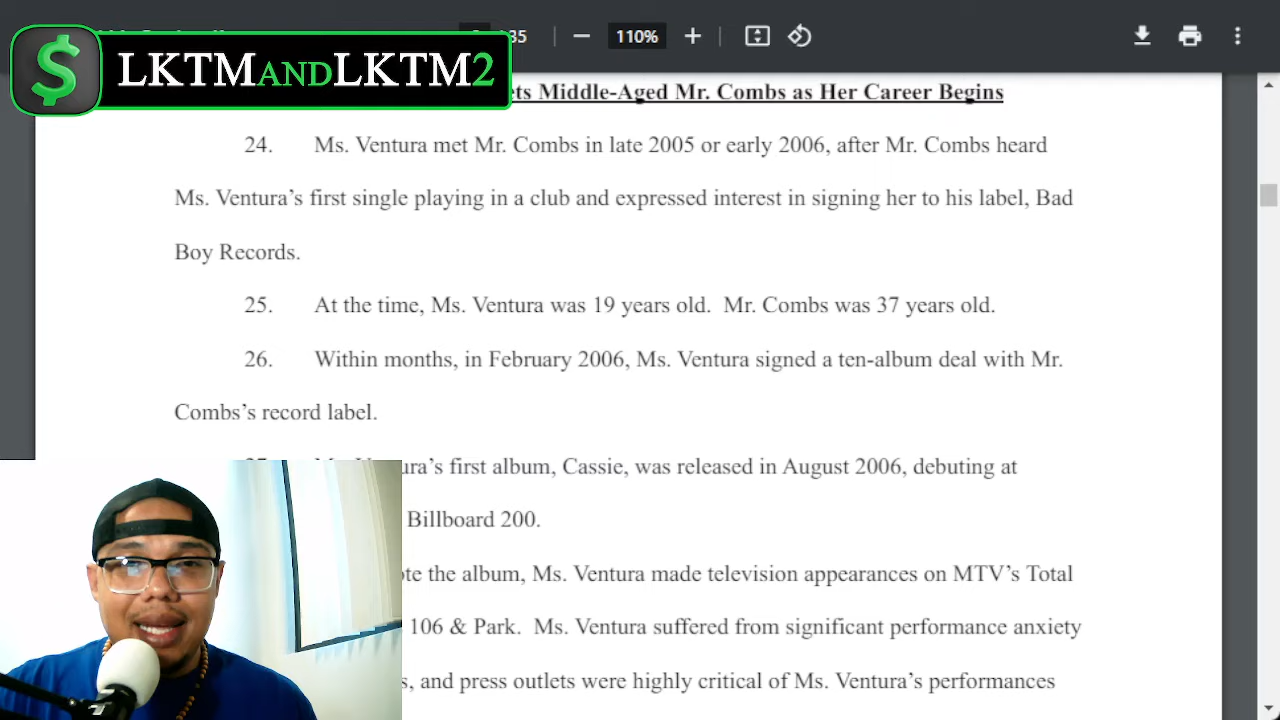 35
110%
$ LKTMANDLKTM2
ets Middle-Aged Mr. Combs as Her Career Begins
24. Ms. Ventura met Mr. Combs in late 2005 or early 2006, after Mr. Combs heard
Ms. Ventura’s first single playing in a club and expressed interest in signing her to his label, Bad
Boy Records.
25. At the time, Ms. Ventura was 19 years old. Mr. Combs was 37 years old.
26. Within months, in February 2006, Ms. Ventura signed a ten-album deal with Mr.
Combs’s record label.
ura’s first album, Cassie, was released in August 2006, debuting at
Billboard 200.
ote the album, Ms. Ventura made television appearances on MTV’s Total
106 & Park. Ms. Ventura suffered from significant performance anxiety
s, and press outlets were highly critical of Ms. Ventura’s performances